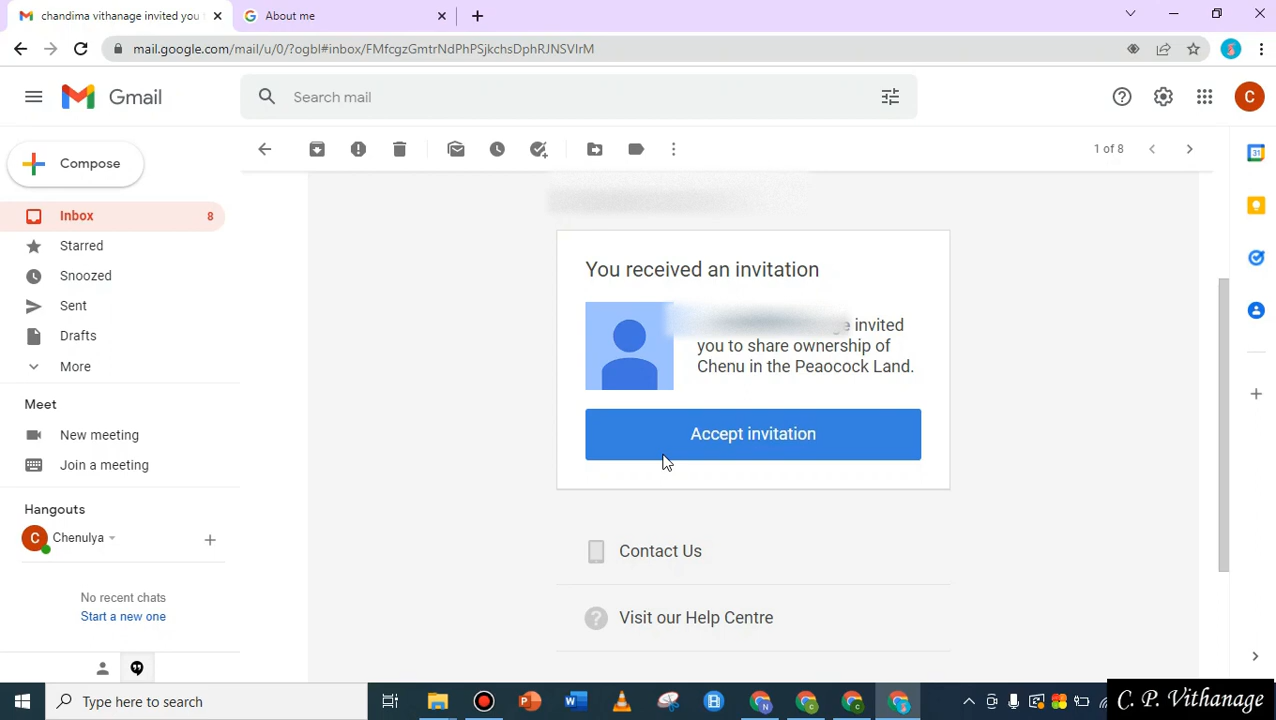 chandima vithanage invited you
About me
mail.google.com/mail/u/0/?ogbl#inbox/FMfcgzGmtrNdPhPSjkchsDphRJNSVIrM
Gmail
Search mail
C
Compose
1 of 8
Inbox 8
Starred
Snoozed
Sent
Drafts
More
Meet
New meeting
Join a meeting
Hangouts
C Chenulya
No recent chats
Start a new one
You received an invitation
invited
you to share ownership of
Chenu in the Peaocock Land.
Accept invitation
Contact Us
Visit our Help Centre
31
Type here to search
C. P. Vithanage